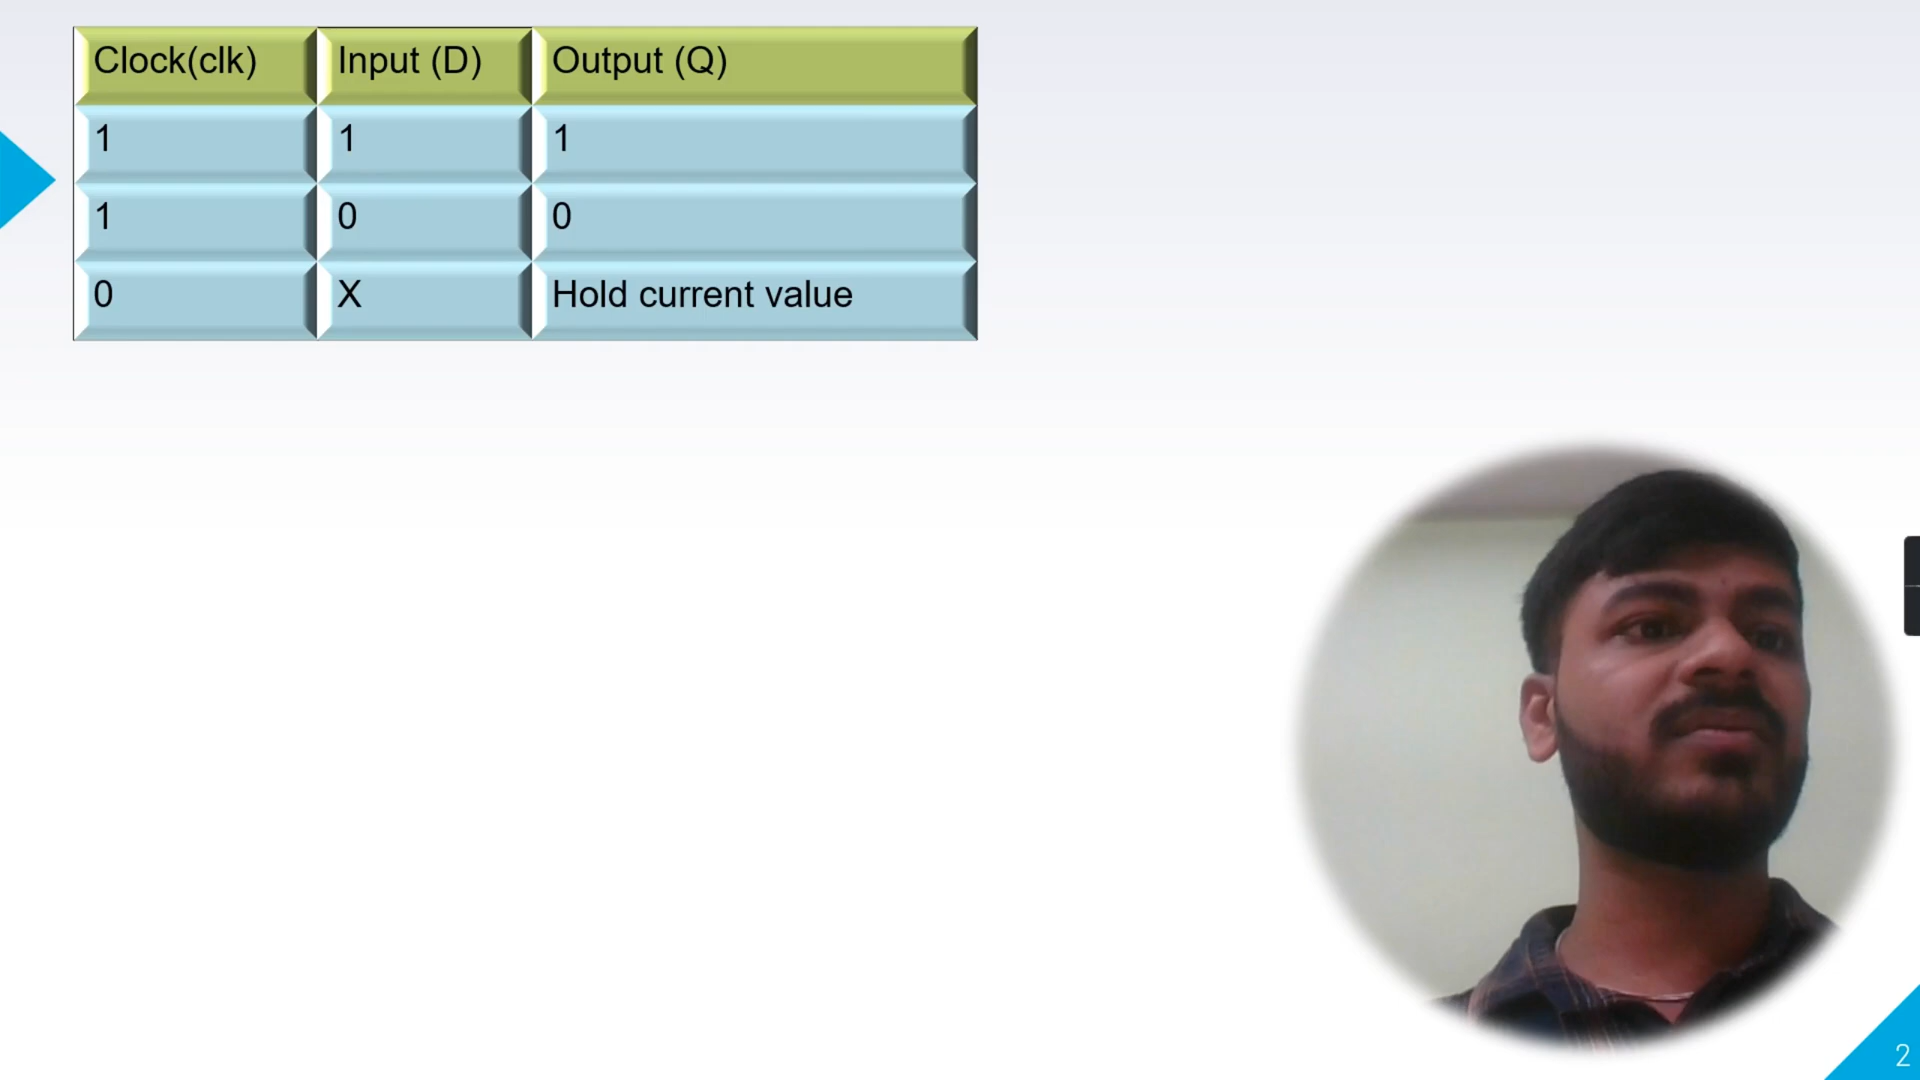 Clock(clk) Input (D) Output (Q)
1 1 1
1 0 0
0 X Hold current value
2